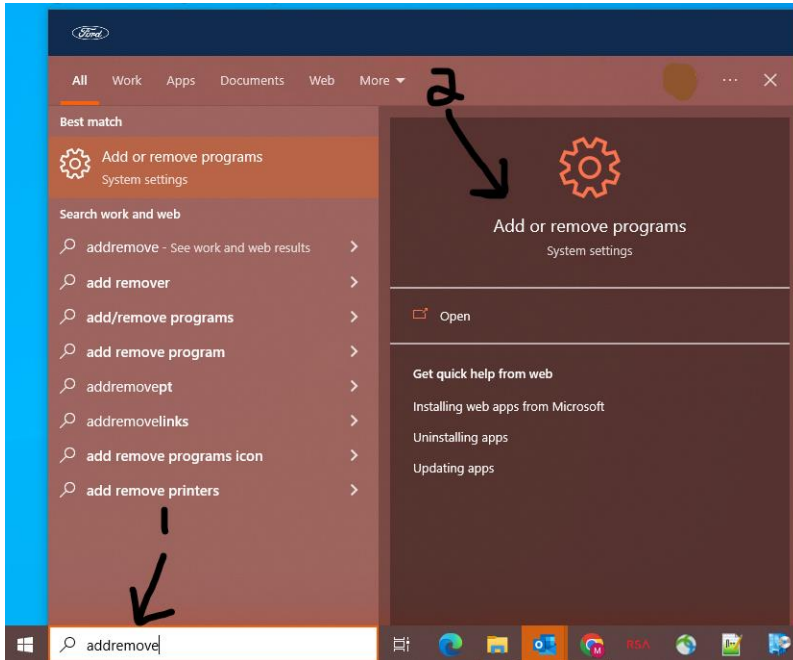 Ford
All Work Apps Documents Web More
2
Best match
Add or remove programs
System settings
Search work and web
addremove - See work and web results
add remover
add/remove programs
add remove program
addremovept
addremovelinks
add remove programs icon
add remove printers
1
Add or remove programs
System settings
Open
Get quick help from web
Installing web apps from Microsoft
Uninstalling apps
Updating apps
addremove
M
RSA